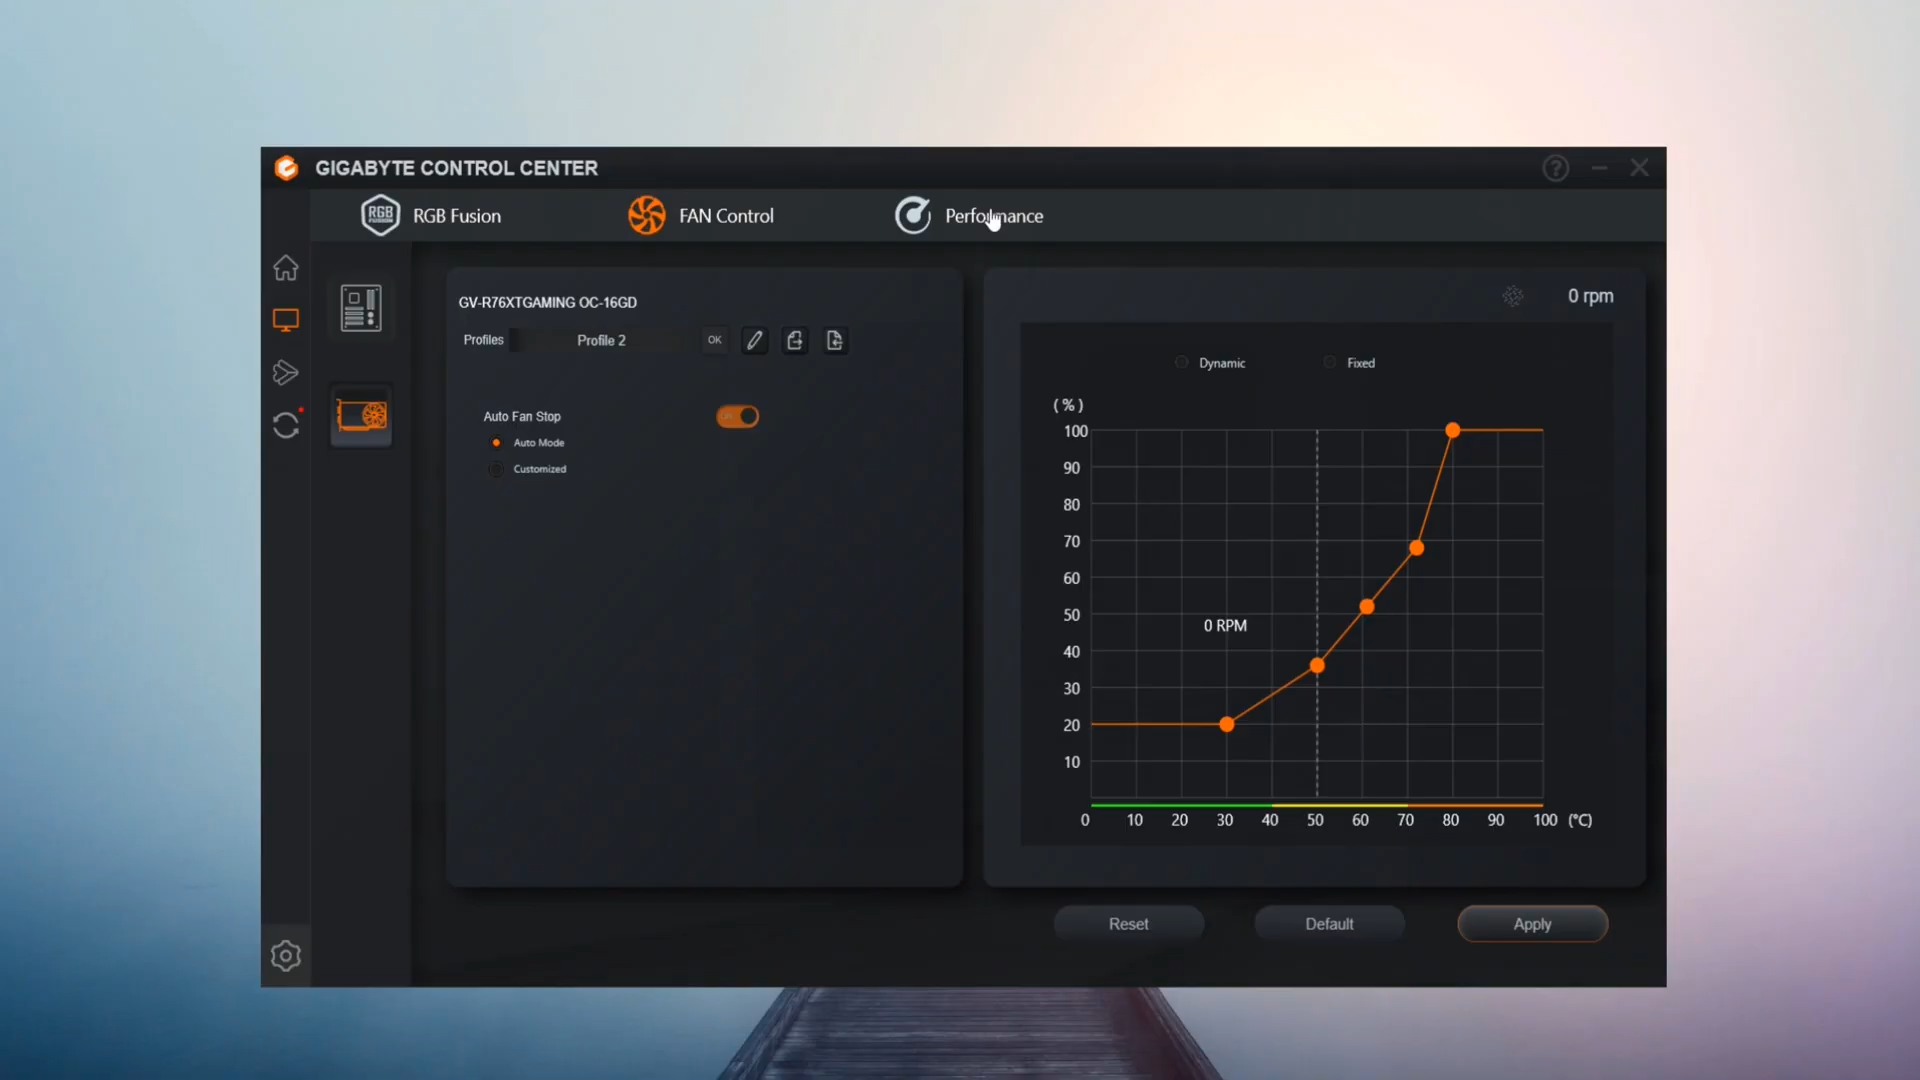 GIGABYTE CONTROL CENTER
RGB FUSION
RGB Fusion
FAN Control
Performance
GV-R76XTGAMING OC-16GD
0 rpm
Profiles
Profile 2
OK
Dynamic
Fixed
Auto Fan Stop
Auto Mode
Customized
(%)
100
90
80
70
60
50
40
30
20
10
0 RPM
0 10 20 30 40 50 60 70 80 90 100 (°C)
Reset
Default
Apply